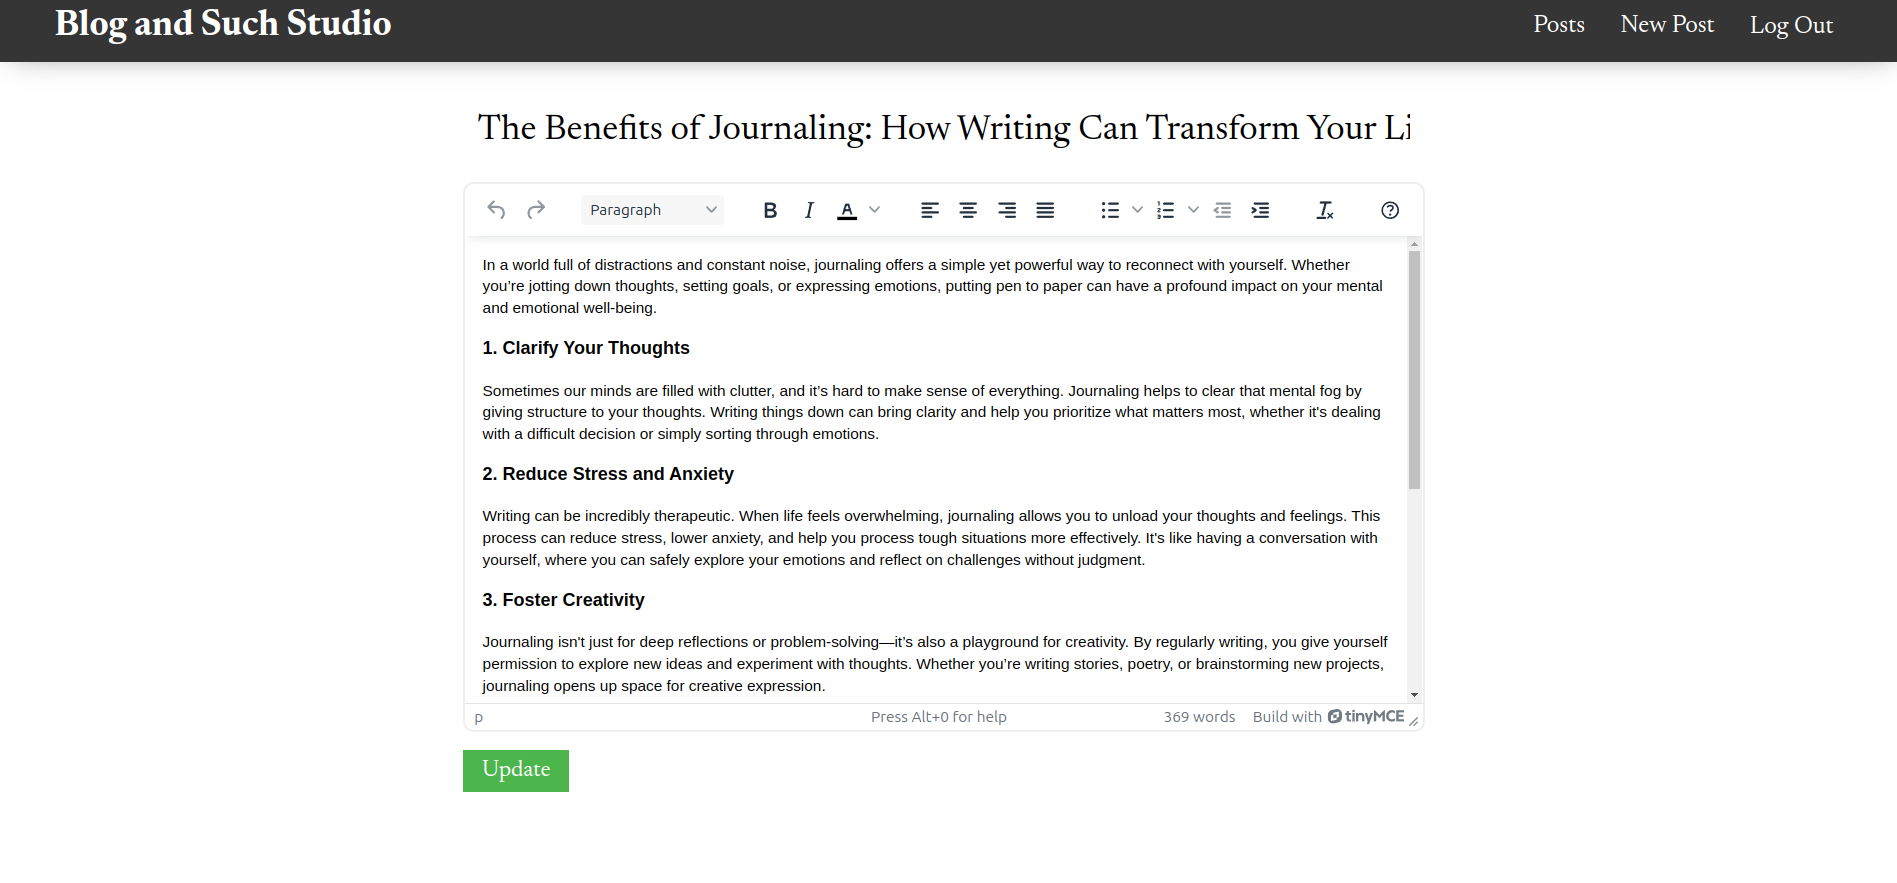 Blog and Such Studio
Posts New Post Log Out
The Benefits of Journaling: How Writing Can Transform Your Li
Paragraph
In a world full of distractions and constant noise, journaling offers a simple yet powerful way to reconnect with yourself. Whether
you’re jotting down thoughts, setting goals, or expressing emotions, putting pen to paper can have a profound impact on your mental
and emotional well-being.
1. Clarify Your Thoughts
Sometimes our minds are filled with clutter, and it’s hard to make sense of everything. Journaling helps to clear that mental fog by
giving structure to your thoughts. Writing things down can bring clarity and help you prioritize what matters most, whether it's dealing
with a difficult decision or simply sorting through emotions.
2. Reduce Stress and Anxiety
Writing can be incredibly therapeutic. When life feels overwhelming, journaling allows you to unload your thoughts and feelings. This
process can reduce stress, lower anxiety, and help you process tough situations more effectively. It's like having a conversation with
yourself, where you can safely explore your emotions and reflect on challenges without judgment.
3. Foster Creativity
Journaling isn't just for deep reflections or problem-solving—it’s also a playground for creativity. By regularly writing, you give yourself
permission to explore new ideas and experiment with thoughts. Whether you’re writing stories, poetry, or brainstorming new projects,
journaling opens up space for creative expression.
p Press Alt+0 for help 369 words Build with tinyMCE
Update